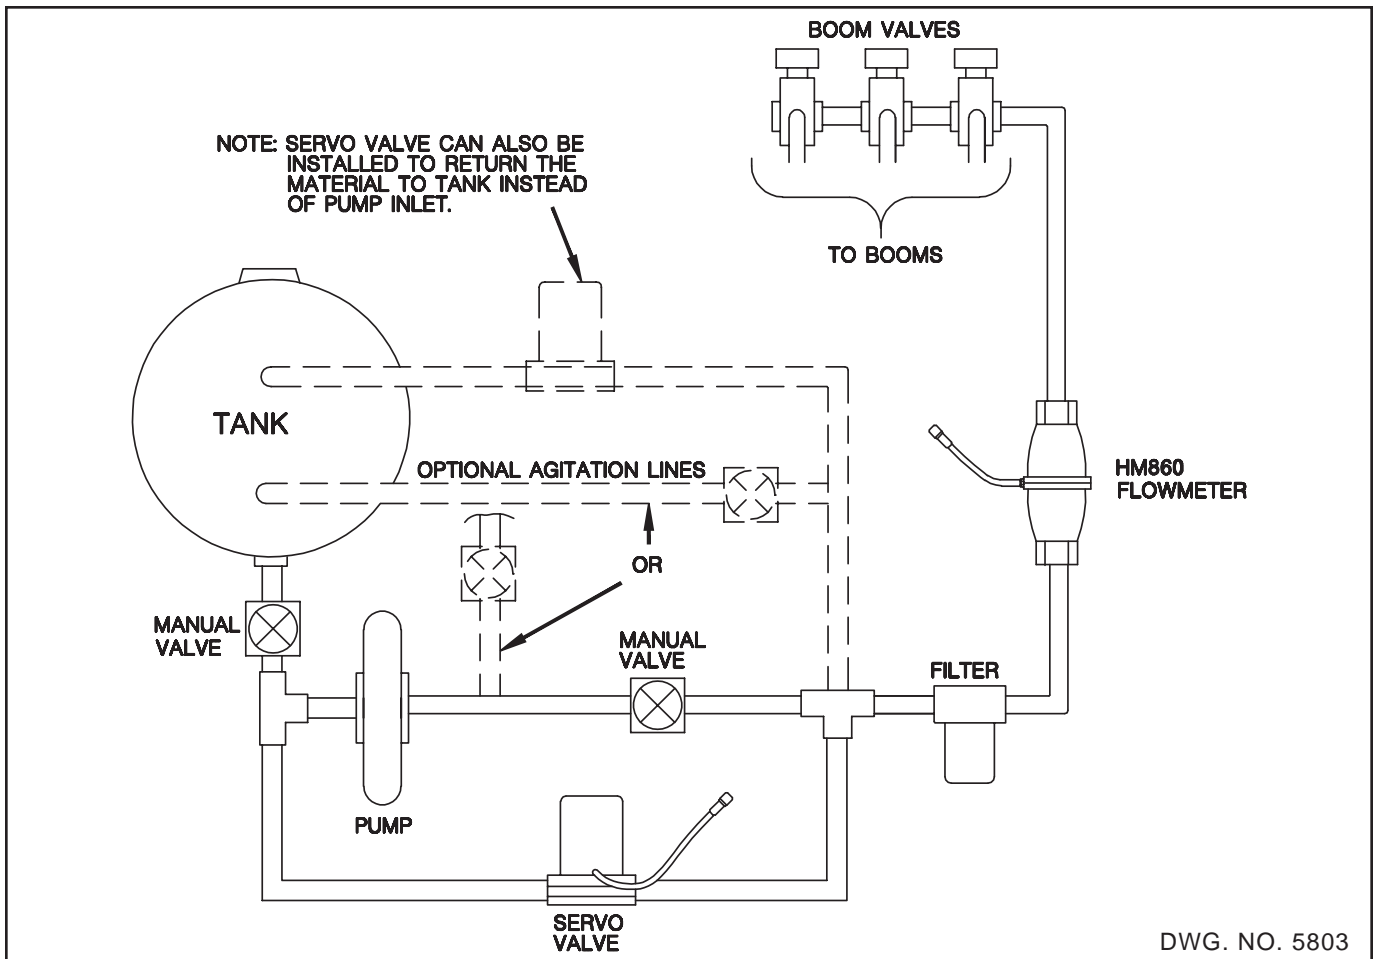 BOOM VALVES
NOTE: SERVO VALVE CAN ALSO BE
INSTALLED TO RETURN THE
MATERIAL TO TANK INSTEAD
OF PUMP INLET.
TO BOOMS
TANK
OPTIONAL AGITATION LINES
HM860
FLOWMETER
OR
MANUAL
VALVE
MANUAL
VALVE
FILTER
PUMP
SERVO
VALVE
DWG. NO. 5803